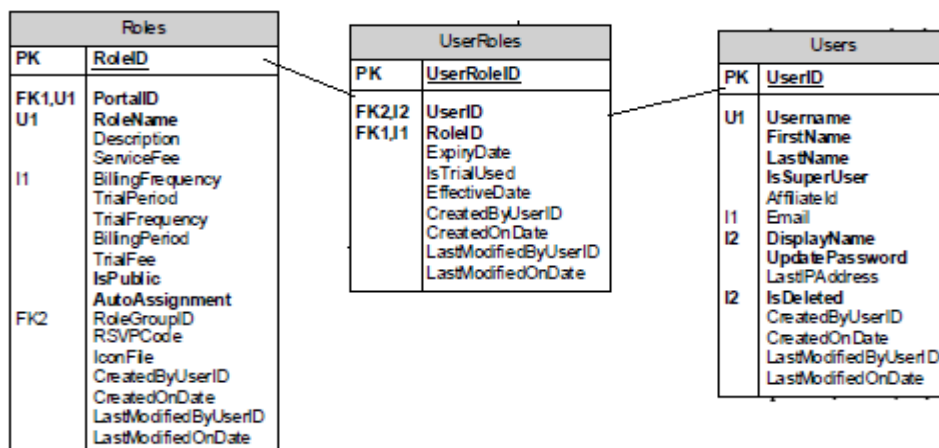 Roles
PK RoleID
FK1,U1 PortalID
U1 RoleName
Description
ServiceFee
I1 BillingFrequency
TrialPeriod
TrialFrequency
BillingPeriod
TrialFee
IsPublic
AutoAssignment
FK2 RoleGroupID
RSVPCode
IconFile
CreatedByUserID
CreatedOnDate
LastModifiedByUserID
LastModifiedOnDate
UserRoles
PK UserRoleID
FK2,I2 UserID
FK1,I1 RoleID
ExpiryDate
IsTrialUsed
EffectiveDate
CreatedByUserID
CreatedOnDate
LastModifiedByUserID
LastModifiedOnDate
Users
PK UserID
U1 Username
FirstName
LastName
IsSuperUser
AffiliateId
I1 Email
I2 DisplayName
UpdatePassword
LastIPAddress
I2 IsDeleted
CreatedByUserID
CreatedOnDate
LastModifiedByUserID
LastModifiedOnDate